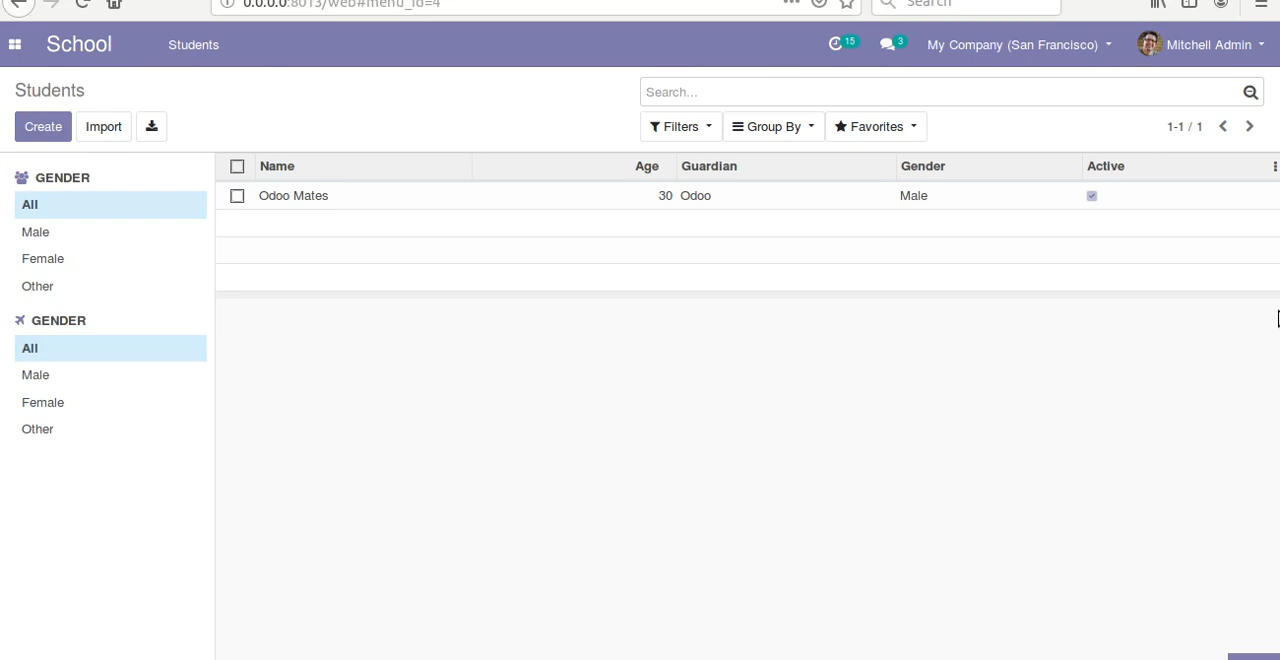 0.0.0.0:8013/web#menu_id=4
Search
School
Students
15
3
My Company (San Francisco)
Mitchell Admin
Students
Search...
Create
Import
Filters
Group By
Favorites
1-1 / 1
GENDER
All
Male
Female
Other
GENDER
All
Male
Female
Other
Name
Age
Guardian
Gender
Active
Odoo Mates
30
Odoo
Male